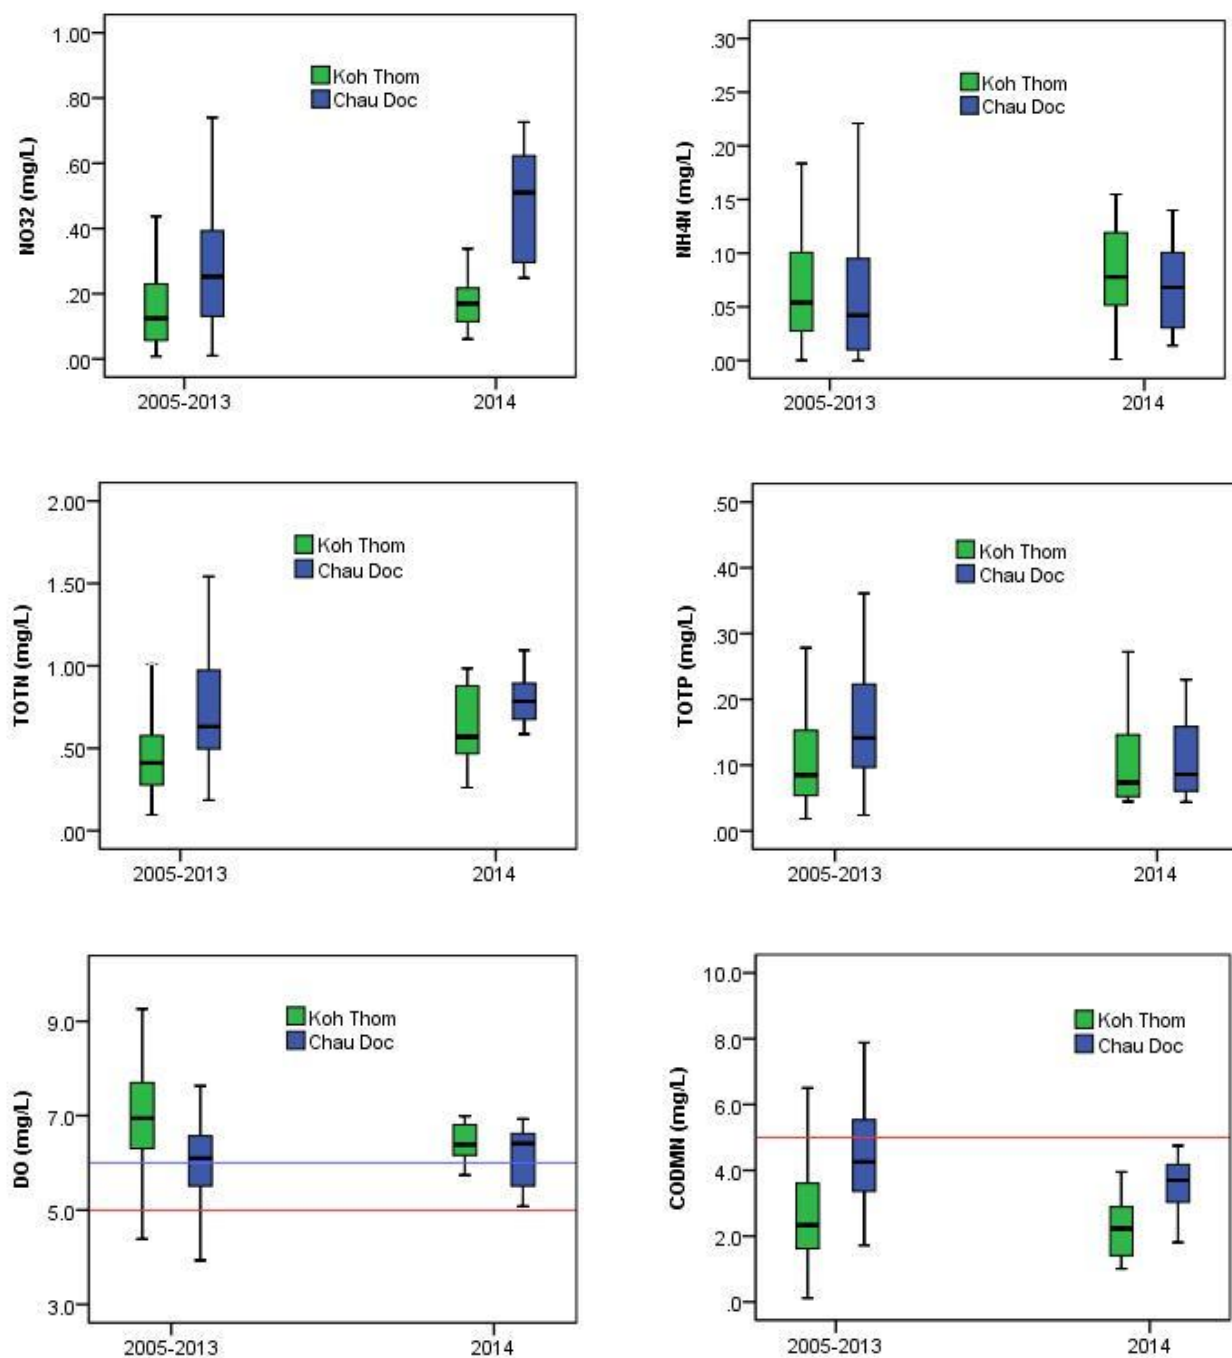 NO32 (mg/L)
1.00
.80
.60
.40
.20
.00
Koh Thom
Chau Doc
2005-2013
2014
NH4N (mg/L)
.30
.25
.20
.15
.10
.05
.00
Koh Thom
Chau Doc
2005-2013
2014
TOTN (mg/L)
2.00
1.50
1.00
.50
.00
Koh Thom
Chau Doc
2005-2013
2014
TOTP (mg/L)
.50
.40
.30
.20
.10
.00
Koh Thom
Chau Doc
2005-2013
2014
DO (mg/L)
9.0
7.0
5.0
3.0
Koh Thom
Chau Doc
2005-2013
2014
CODMN (mg/L)
10.0
8.0
6.0
4.0
2.0
.0
Koh Thom
Chau Doc
2005-2013
2014